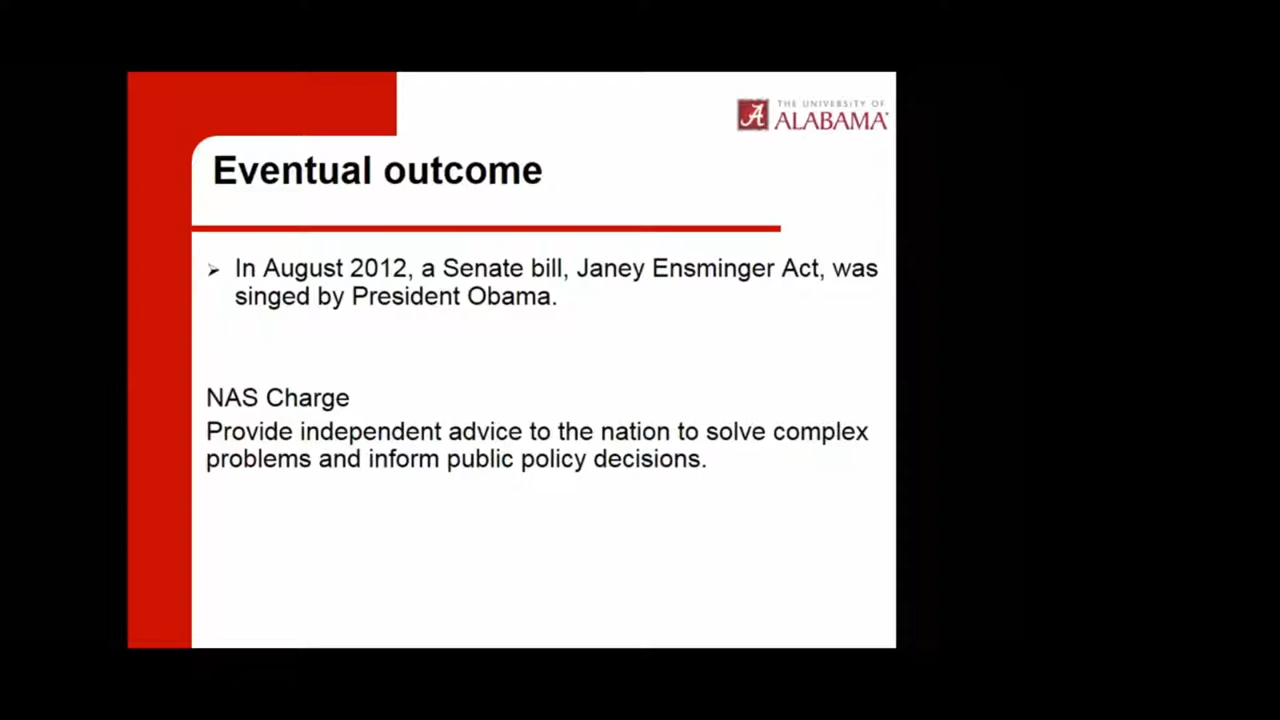 THE UNIVERSITY OF
ALABAMA
Eventual outcome
➢ In August 2012, a Senate bill, Janey Ensminger Act, was
singed by President Obama.
NAS Charge
Provide independent advice to the nation to solve complex
problems and inform public policy decisions.